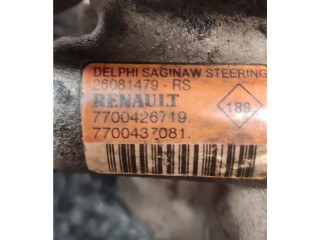 DELPHI SAGINAW STEERING
26081479-RS
RENAULT
189
7700426719.
7700437081.